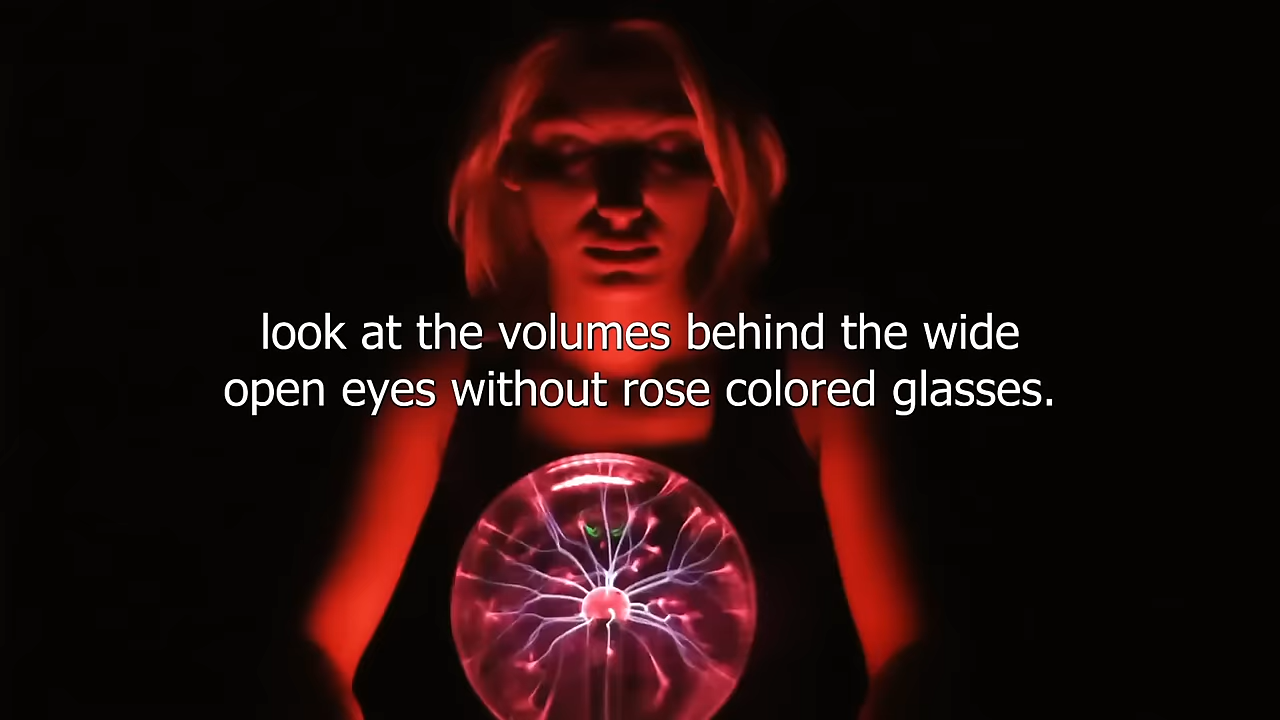 look at the volumes behind the wide
open eyes without rose colored glasses.